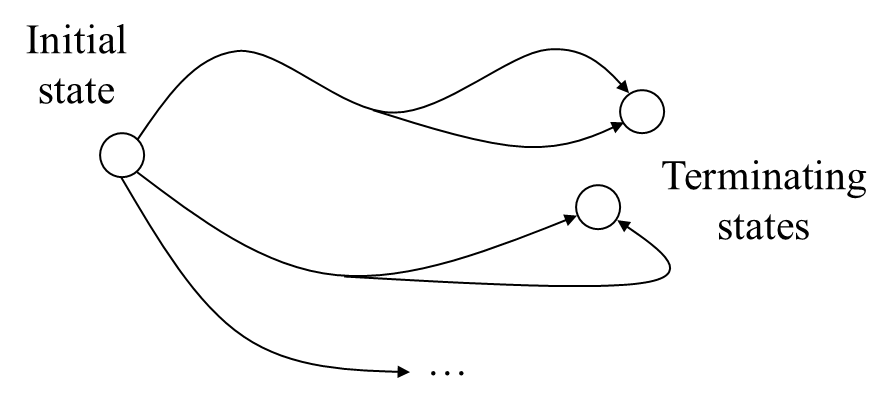 Initial
state
Terminating
states
…